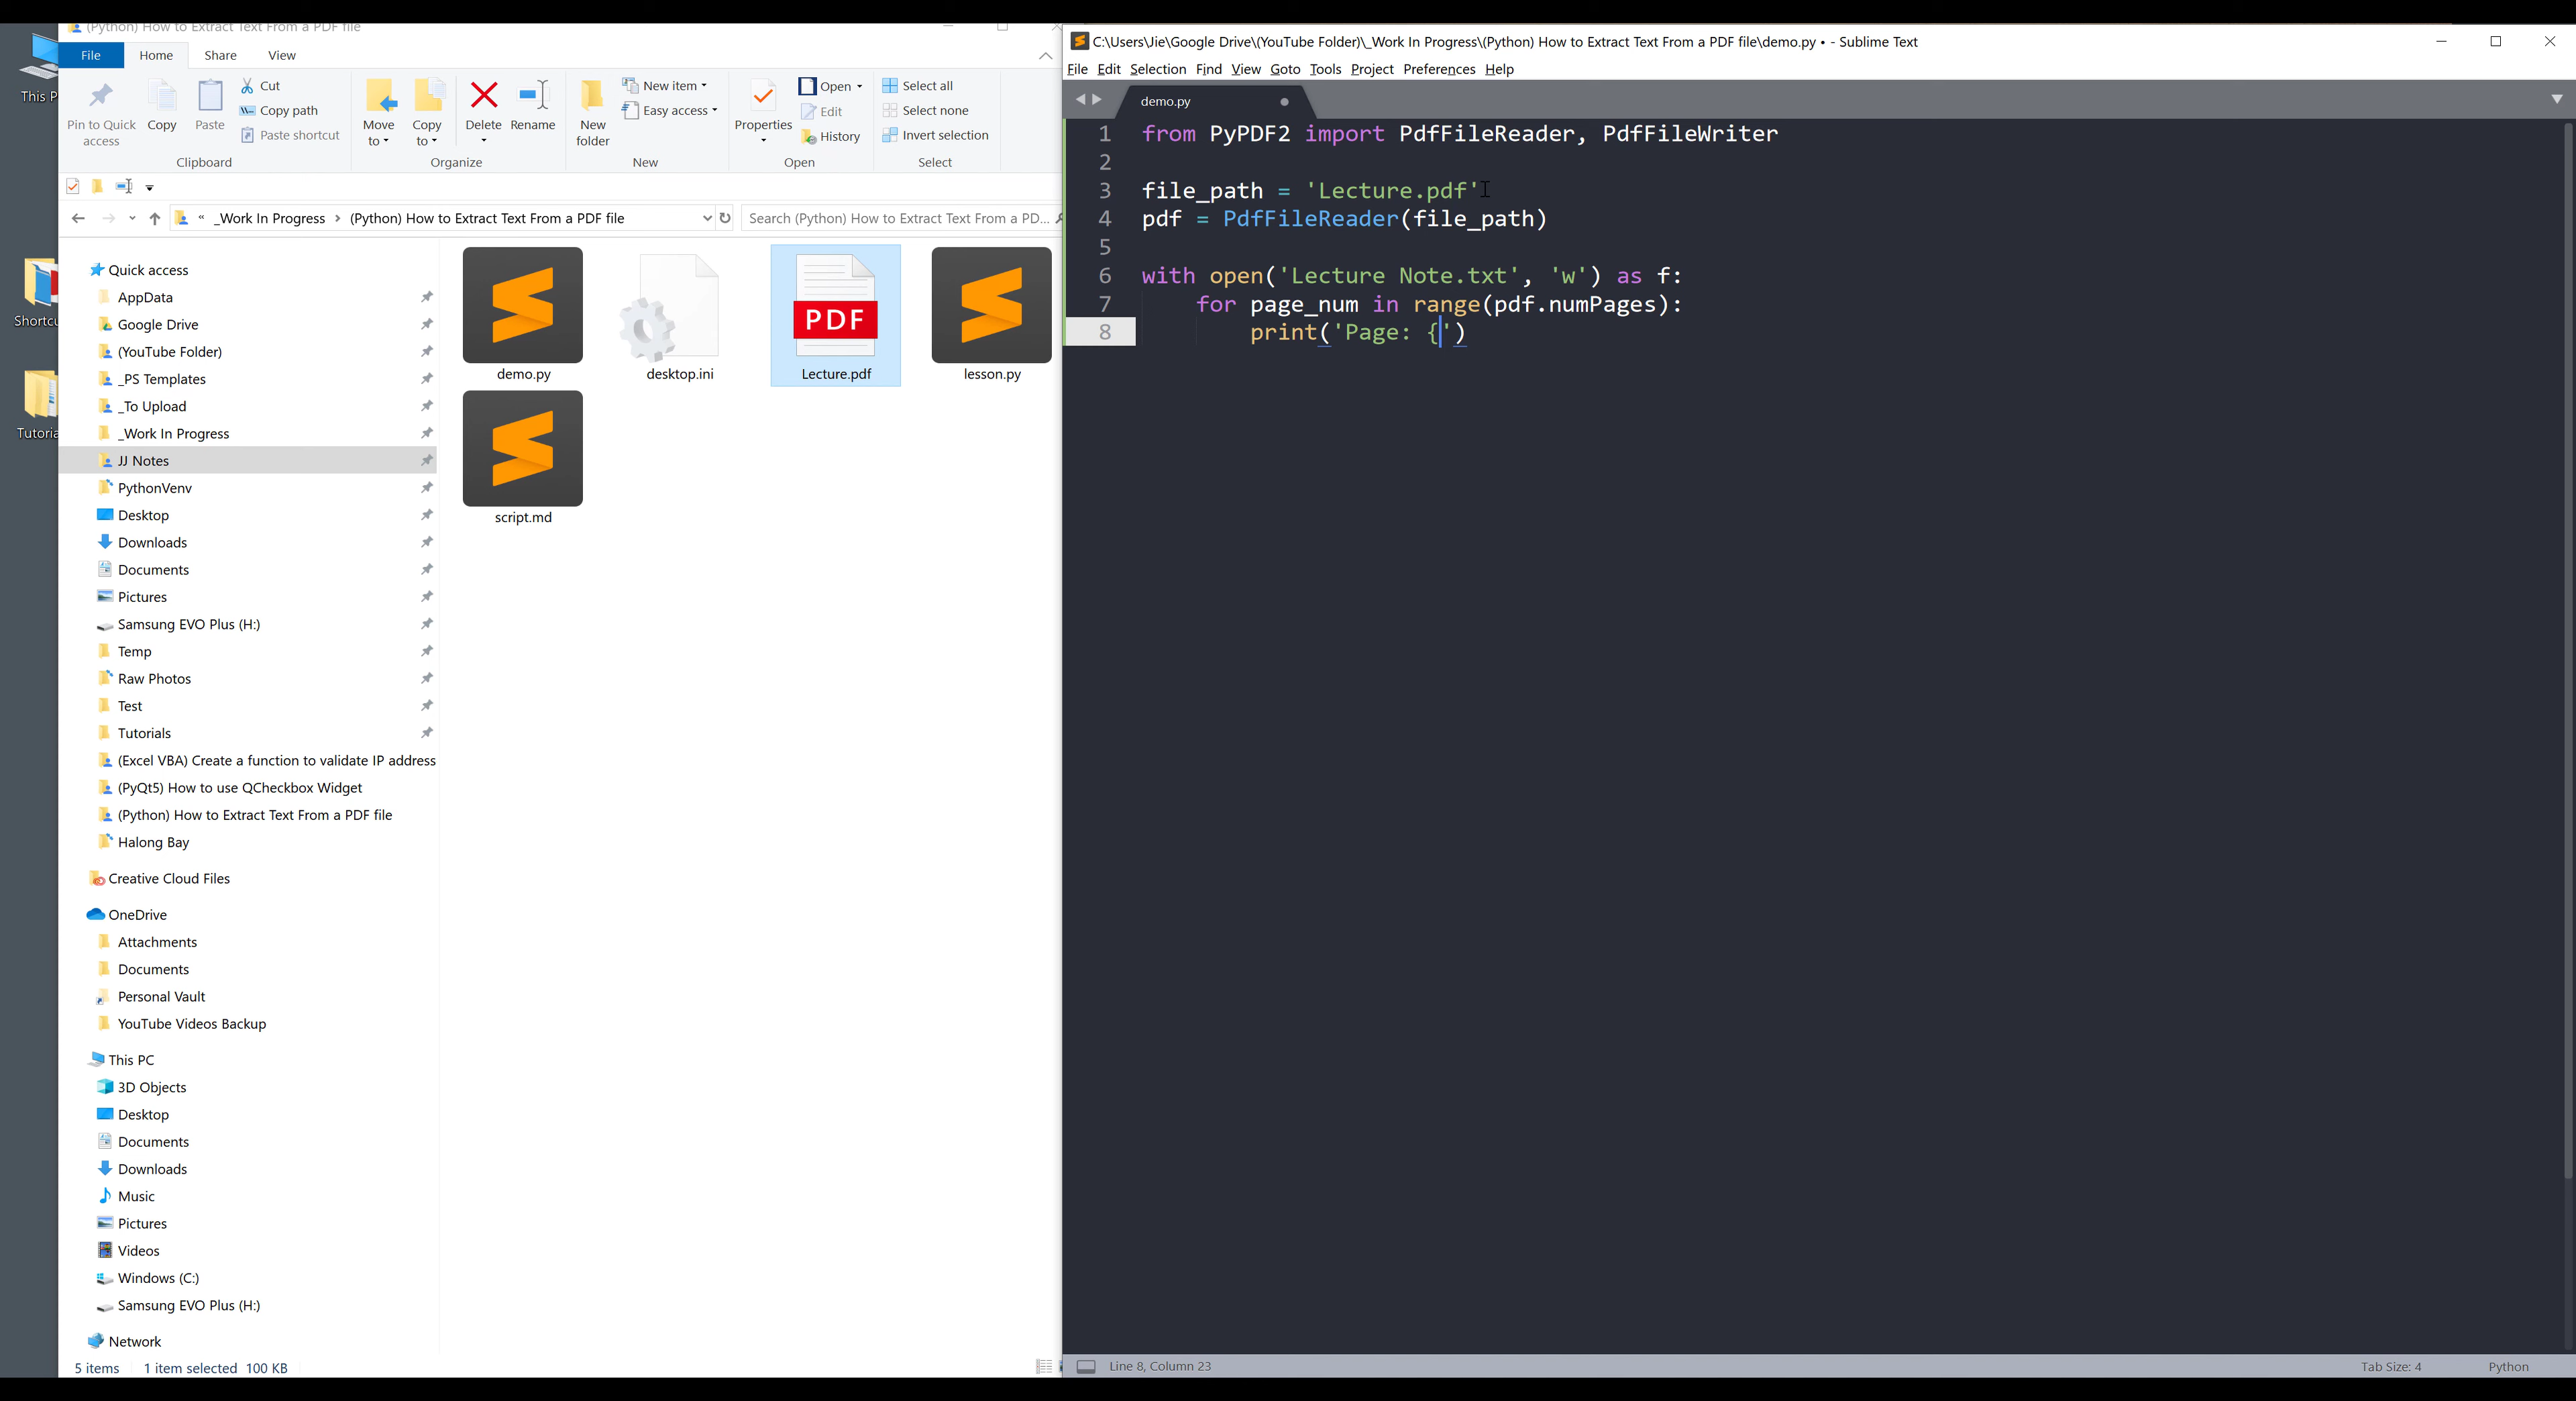 (Python) How to Extract Text From a PDF file
File Home Share View
Pin to Quick access
Copy
Paste
Cut
Copy path
Paste shortcut
Clipboard
Move to
Copy to
Delete
Rename
Organize
New folder
New item
Easy access
New
Properties
Open
Edit
History
Open
Select all
Select none
Invert selection
Select
« _Work In Progress › (Python) How to Extract Text From a PDF file
Search (Python) How to Extract Text From a PD...
This P
Shortcu
Tutoria
Quick access
AppData
Google Drive
(YouTube Folder)
_PS Templates
_To Upload
_Work In Progress
JJ Notes
PythonVenv
Desktop
Downloads
Documents
Pictures
Samsung EVO Plus (H:)
Temp
Raw Photos
Test
Tutorials
(Excel VBA) Create a function to validate IP address
(PyQt5) How to use QCheckbox Widget
(Python) How to Extract Text From a PDF file
Halong Bay
Creative Cloud Files
OneDrive
Attachments
Documents
Personal Vault
YouTube Videos Backup
This PC
3D Objects
Desktop
Documents
Downloads
Music
Pictures
Videos
Windows (C:)
Samsung EVO Plus (H:)
Network
demo.py
desktop.ini
PDF
Lecture.pdf
lesson.py
script.md
5 items 1 item selected 100 KB
C:\Users\Jie\Google Drive\(YouTube Folder)\_Work In Progress\(Python) How to Extract Text From a PDF file\demo.py • - Sublime Text
File Edit Selection Find View Goto Tools Project Preferences Help
demo.py
1 from PyPDF2 import PdfFileReader, PdfFileWriter
2
3 file_path = 'Lecture.pdf'
4 pdf = PdfFileReader(file_path)
5
6 with open('Lecture Note.txt', 'w') as f:
7     for page_num in range(pdf.numPages):
8         print('Page: {')
Line 8, Column 23
Tab Size: 4
Python